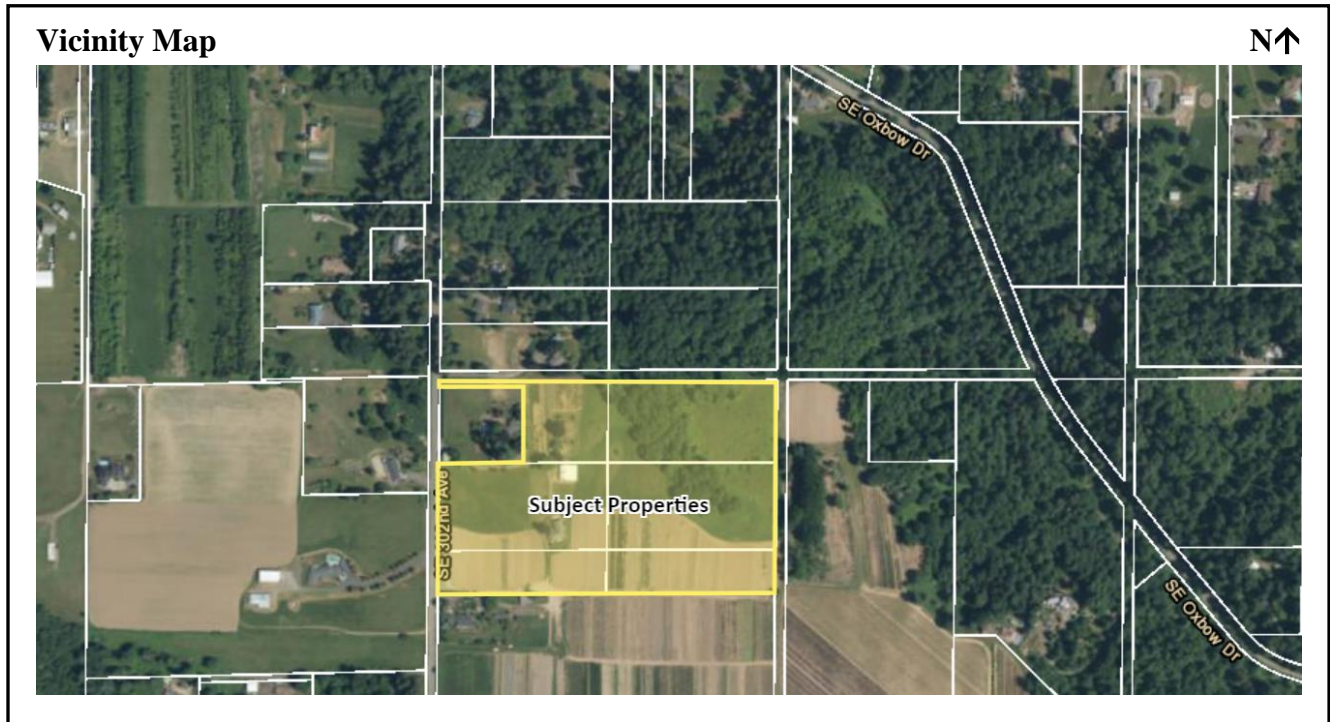 Vicinity Map
N↑
SE Oxbow Dr
Subject Properties
SE 302nd Ave
SE Oxbow Dr